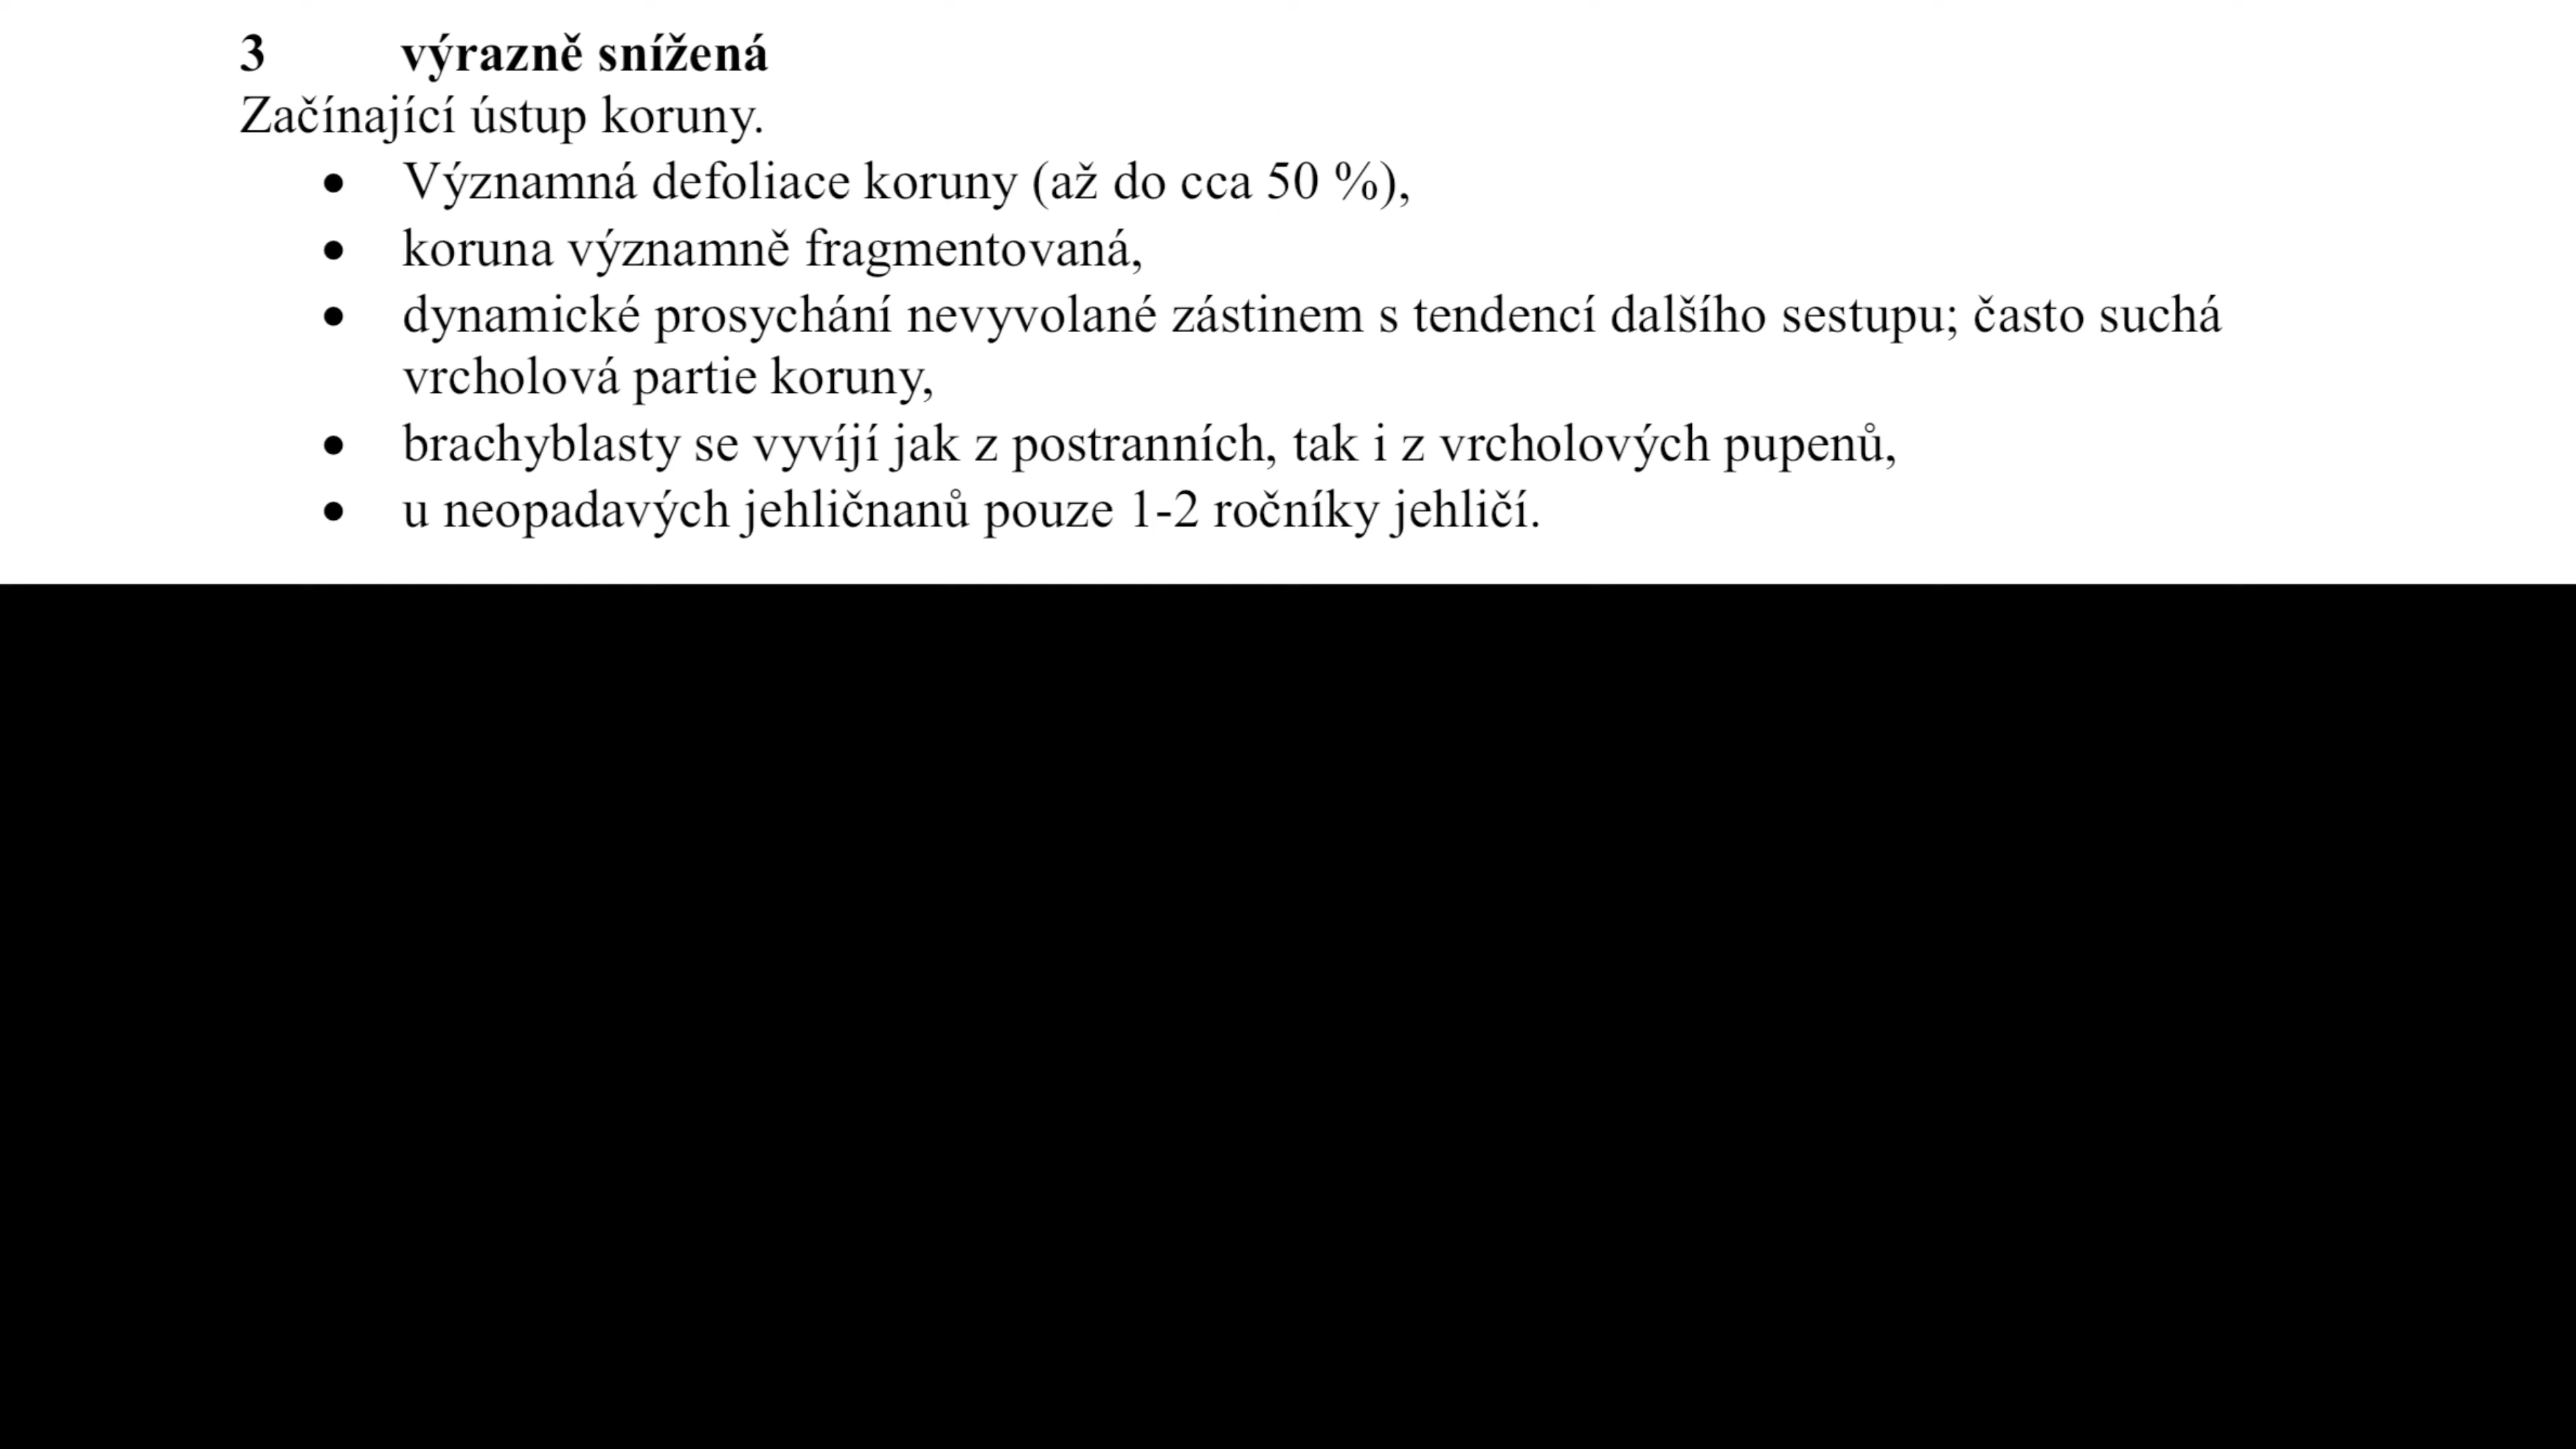 3 výrazně snížená
Začínající ústup koruny.
• Významná defoliace koruny (až do cca 50 %),
• koruna významně fragmentovaná,
• dynamické prosychání nevyvolané zástinem s tendencí dalšího sestupu; často suchá
vrcholová partie koruny,
• brachyblasty se vyvíjí jak z postranních, tak i z vrcholových pupenů,
• u neopadavých jehličnanů pouze 1-2 ročníky jehličí.